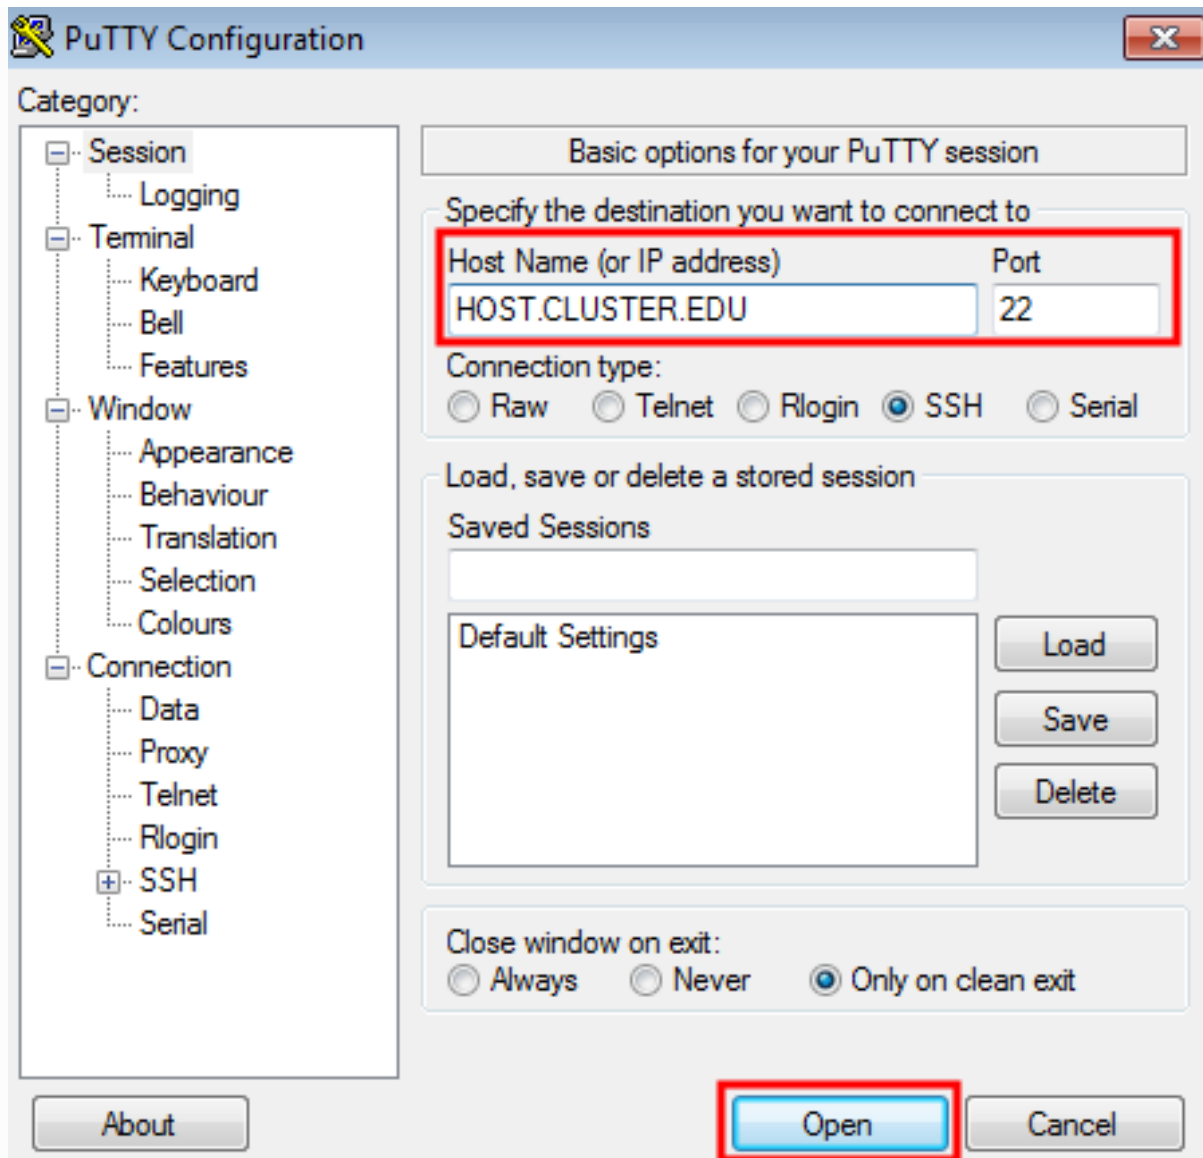 PuTTY Configuration
Category:
Session
Logging
Terminal
Keyboard
Bell
Features
Window
Appearance
Behaviour
Translation
Selection
Colours
Connection
Data
Proxy
Telnet
Rlogin
SSH
Serial
Basic options for your PuTTY session
Specify the destination you want to connect to
Host Name (or IP address) Port
HOST.CLUSTER.EDU 22
Connection type:
Raw Telnet Rlogin SSH Serial
Load, save or delete a stored session
Saved Sessions
Default Settings
Load
Save
Delete
Close window on exit:
Always Never Only on clean exit
About Open Cancel